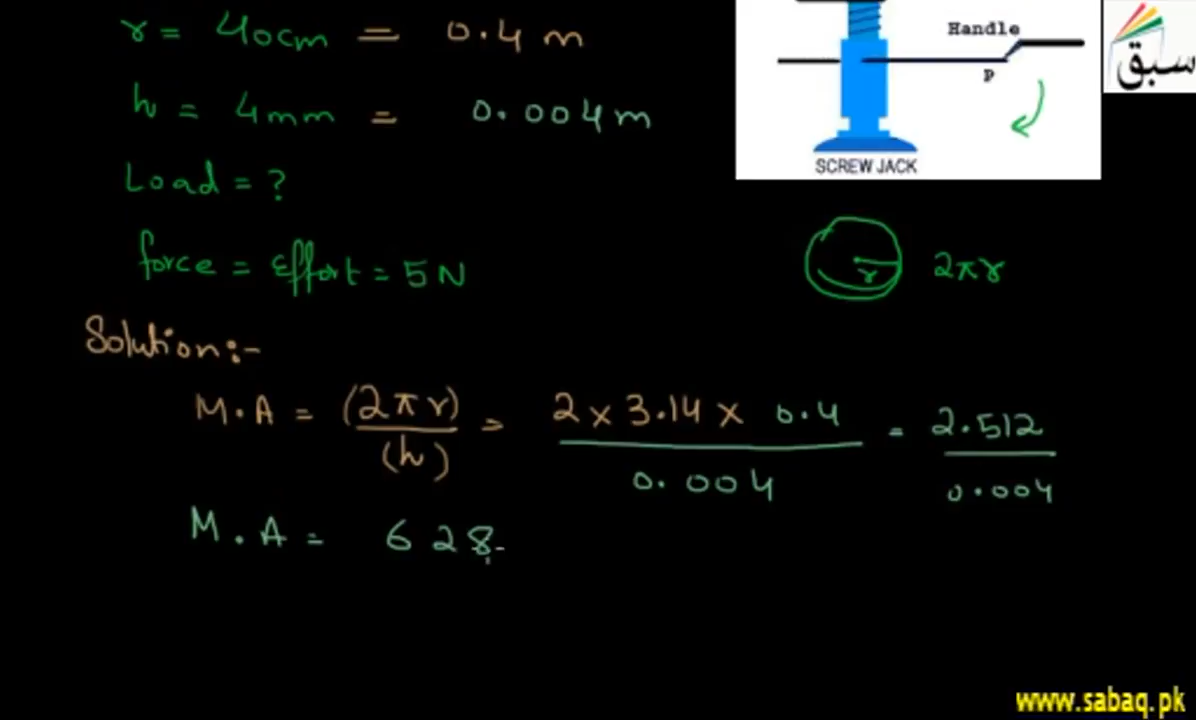 r = 40cm = 0.4 m
h = 4mm = 0.004m
Load = ?
force = Effort = 5N
Handle
P
SCREW JACK
سبق
r 2πr
Solution:-
M.A = (2πr)/(h) = 2 × 3.14 × 0.4/0.004 = 2.512/0.004
M.A = 628
www.sabaq.pk